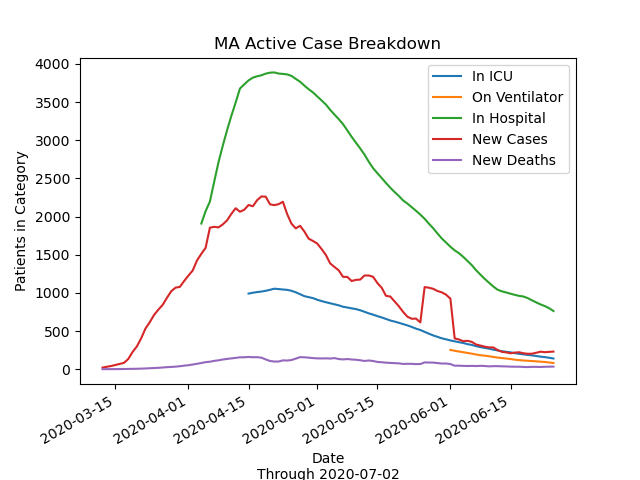 MA Active Case Breakdown
Patients in Category
4000
3500
3000
2500
2000
1500
1000
500
0
In ICU
On Ventilator
In Hospital
New Cases
New Deaths
2020-03-15
2020-04-01
2020-04-15
2020-05-01
2020-05-15
2020-06-01
2020-06-15
Date
Through 2020-07-02